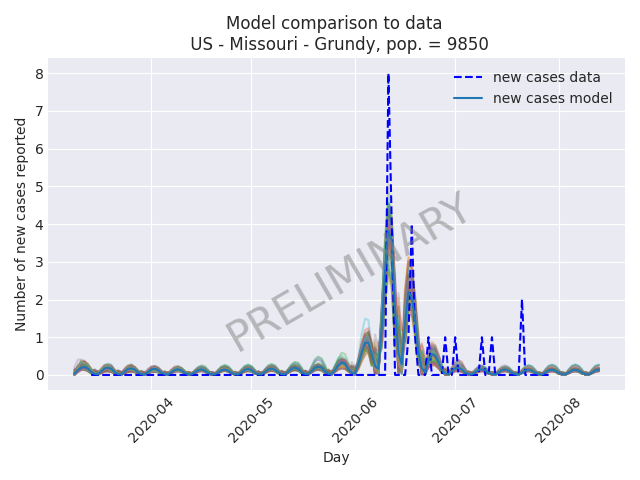 Model comparison to data
US - Missouri - Grundy, pop. = 9850
new cases data
new cases model
Number of new cases reported
8
7
6
5
4
3
2
1
0
PRELIMINARY
2020-04
2020-05
2020-06
2020-07
2020-08
Day